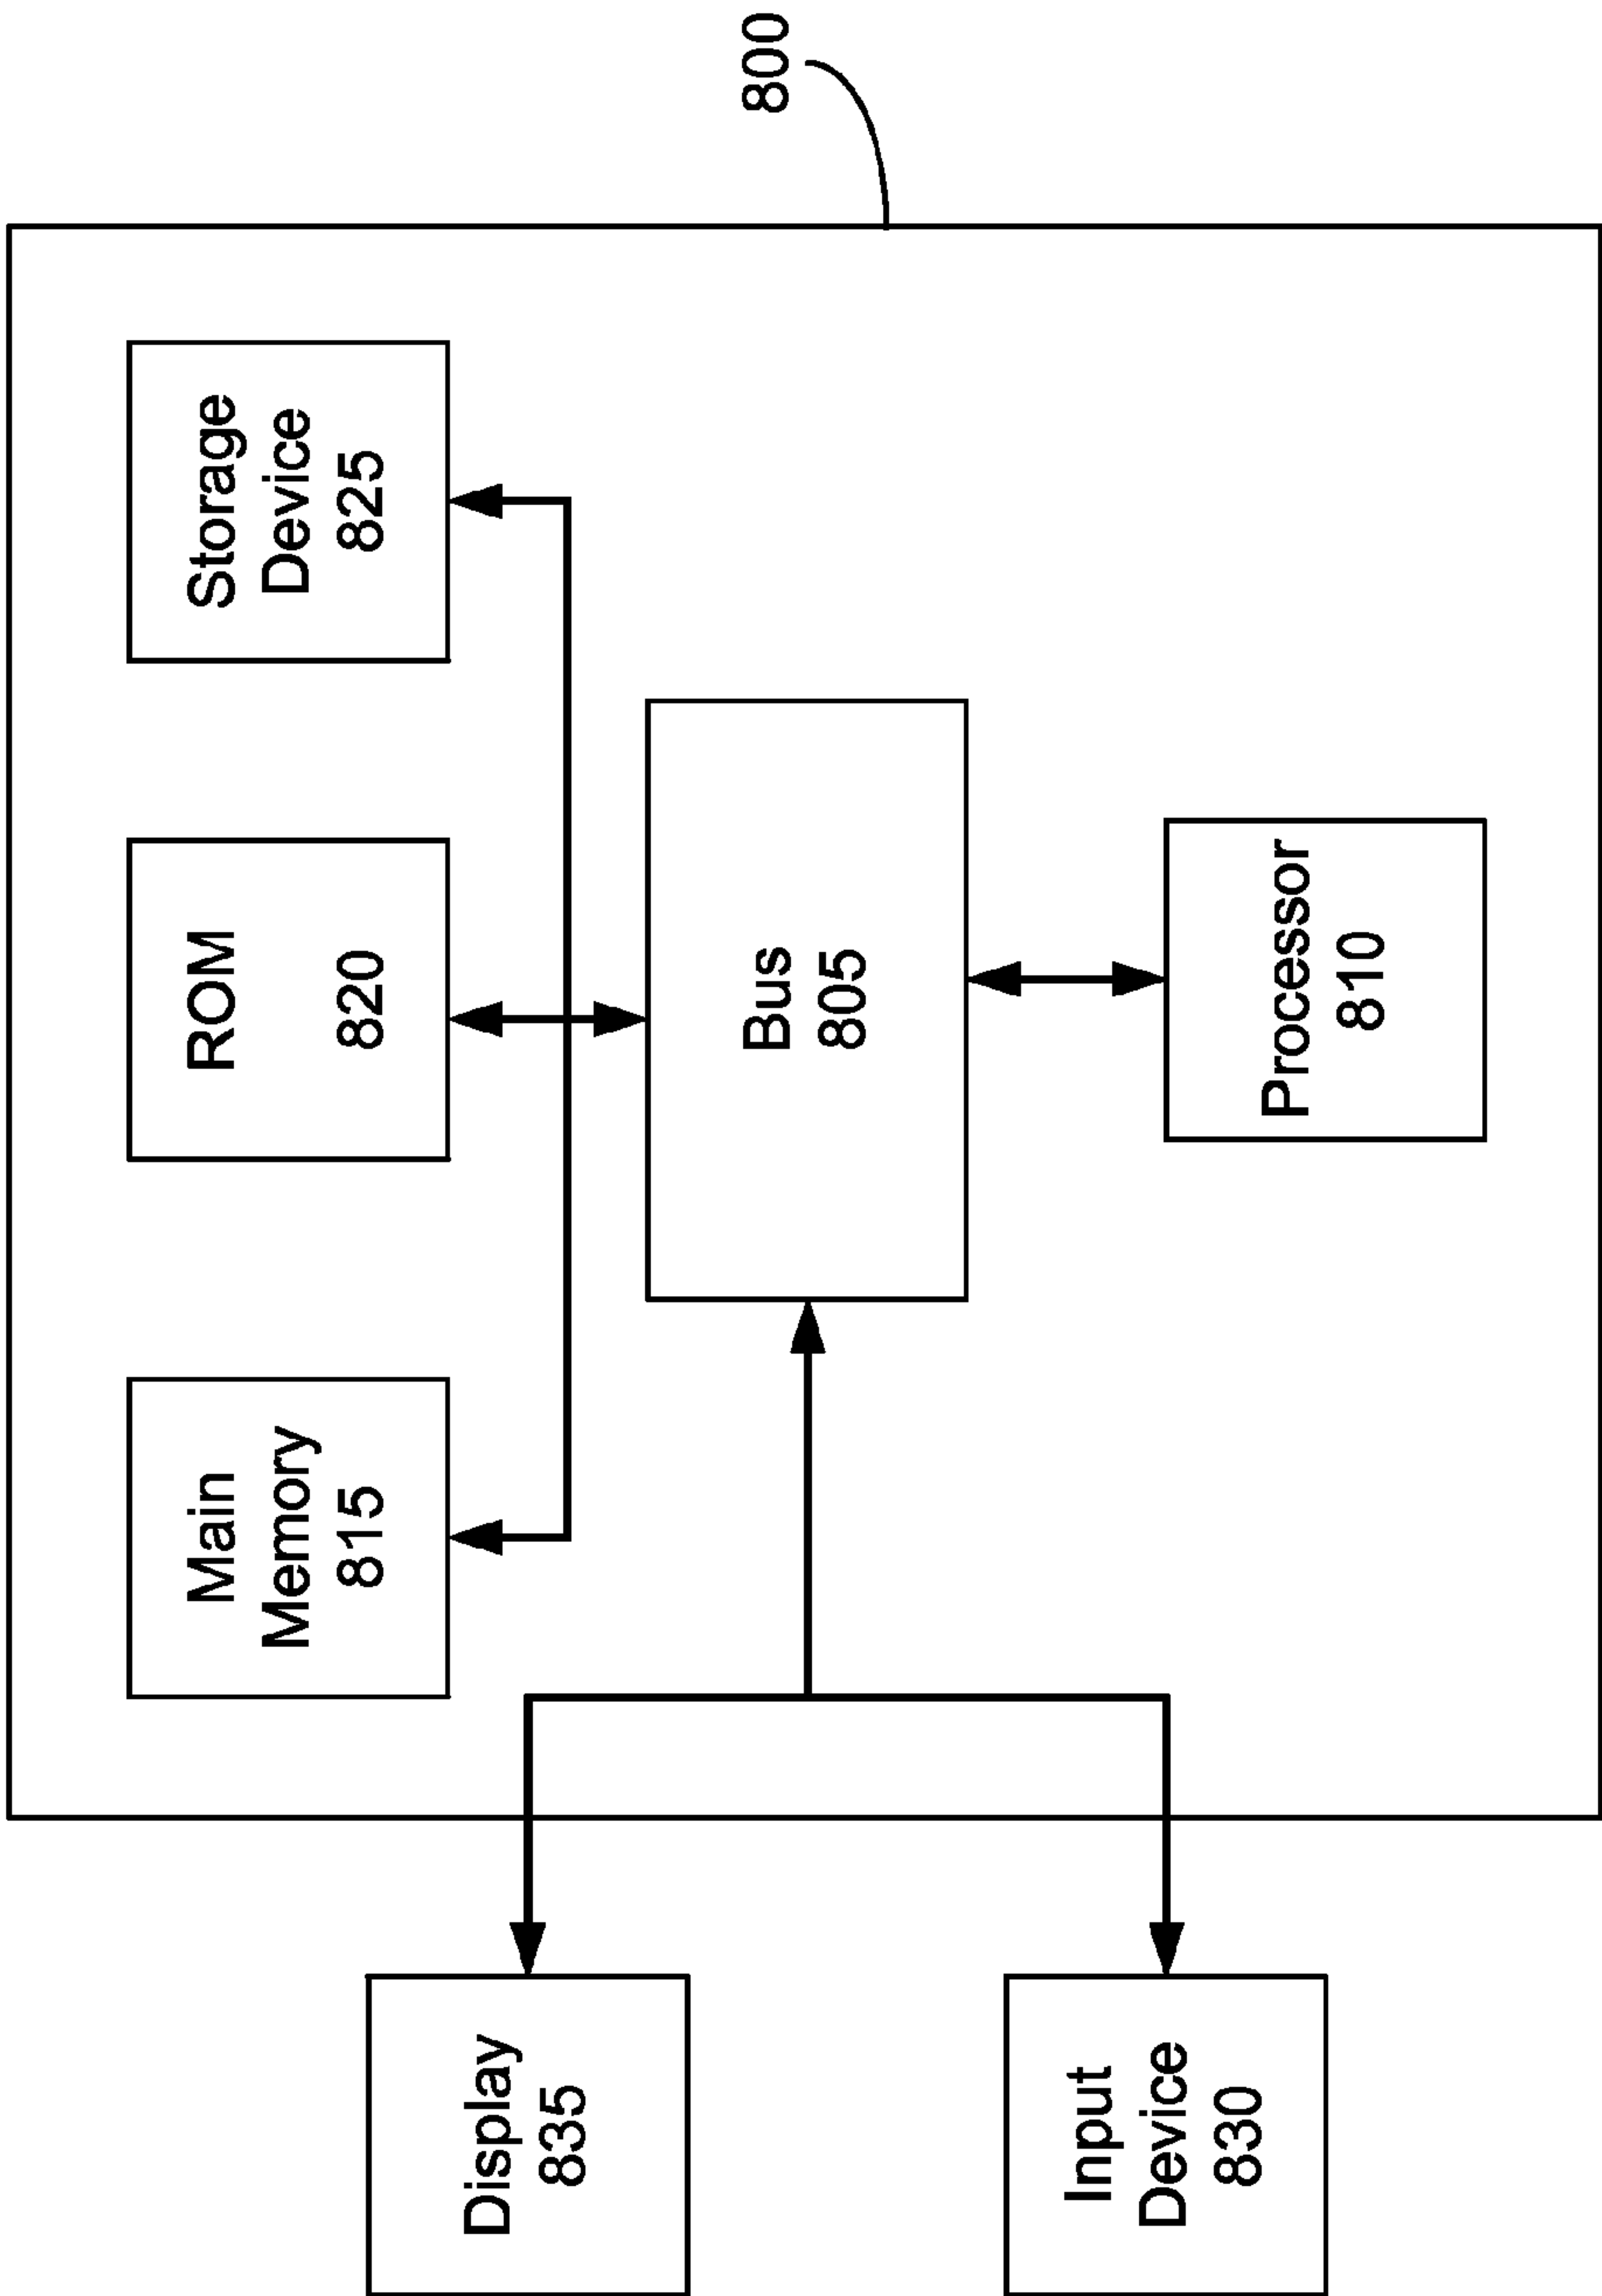 Main
Memory
815
ROM
820
Storage
Device
825
800
Display
835
Bus
805
Input
Device
830
Processor
810